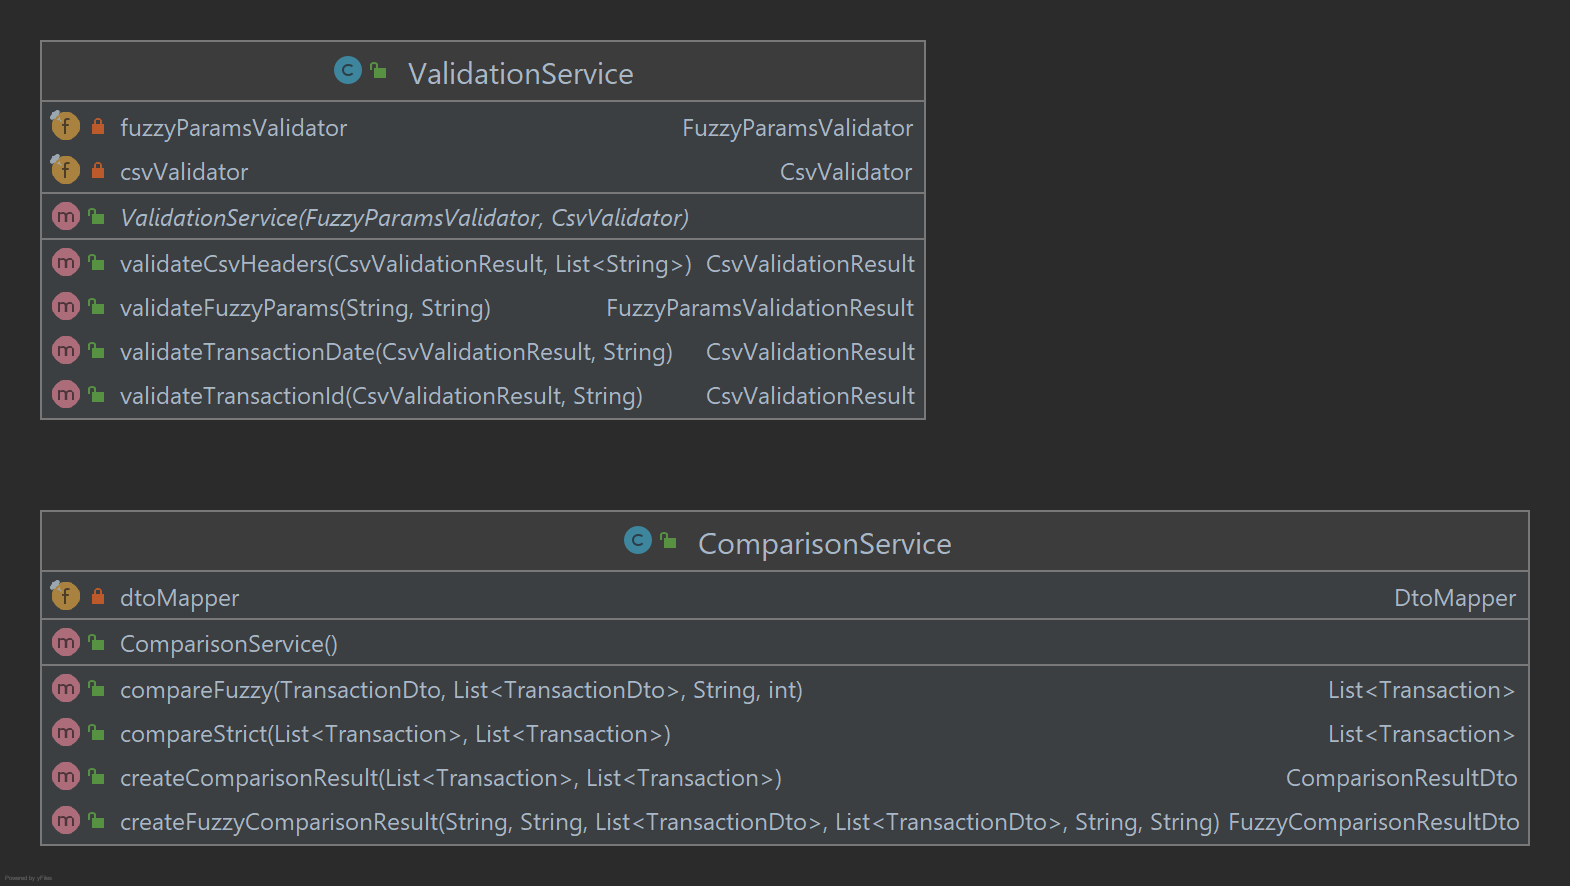 ValidationService
fuzzyParamsValidator FuzzyParamsValidator
csvValidator CsvValidator
ValidationService(FuzzyParamsValidator, CsvValidator)
validateCsvHeaders(CsvValidationResult, List<String>) CsvValidationResult
validateFuzzyParams(String, String) FuzzyParamsValidationResult
validateTransactionDate(CsvValidationResult, String) CsvValidationResult
validateTransactionId(CsvValidationResult, String) CsvValidationResult
ComparisonService
dtoMapper DtoMapper
ComparisonService()
compareFuzzy(TransactionDto, List<TransactionDto>, String, int) List<Transaction>
compareStrict(List<Transaction>, List<Transaction>) List<Transaction>
createComparisonResult(List<Transaction>, List<Transaction>) ComparisonResultDto
createFuzzyComparisonResult(String, String, List<TransactionDto>, List<TransactionDto>, String, String) FuzzyComparisonResultDto
Powered by yFiles